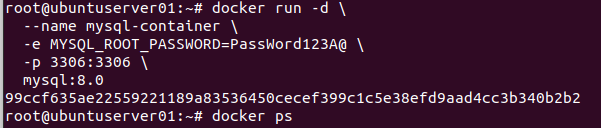 root@ubuntuserver01:~# docker run -d \
  --name mysql-container \
  -e MYSQL_ROOT_PASSWORD=PassWord123A@ \
  -p 3306:3306 \
  mysql:8.0
99ccf635ae22559221189a83536450cecef399c1c5e38efd9aad4cc3b340b2b2
root@ubuntuserver01:~# docker ps